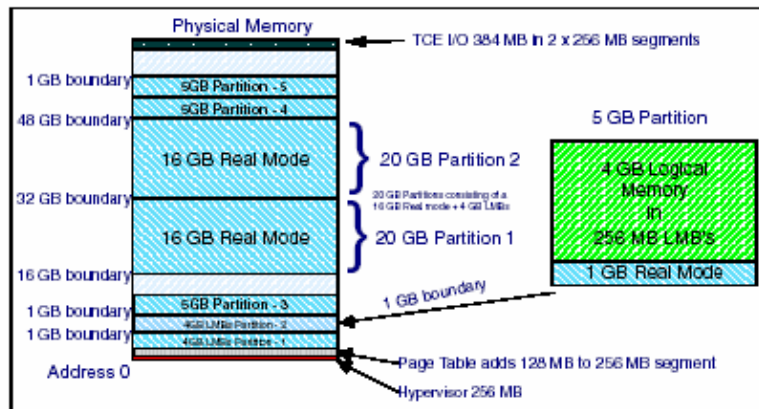 Physical Memory
TCE I/O 384 MB in 2 x 256 MB segments
1 GB boundary
5GB Partition - 5
5GB Partition - 4
48 GB boundary
16 GB Real Mode
20 GB Partition 2
32 GB boundary
20 GB Partitions consisting of a
16 GB Real mode + 4 GB LMBs
16 GB Real Mode
20 GB Partition 1
16 GB boundary
5GB Partition - 3
1 GB boundary
4GB LMBs Partition - 2
1 GB boundary
4GB LMBs Partition - 1
Address 0
Page Table adds 128 MB to 256 MB segment
Hypervisor 256 MB
1 GB boundary
5 GB Partition
4 GB Logical
Memory
in
256 MB LMB's
1 GB Real Mode